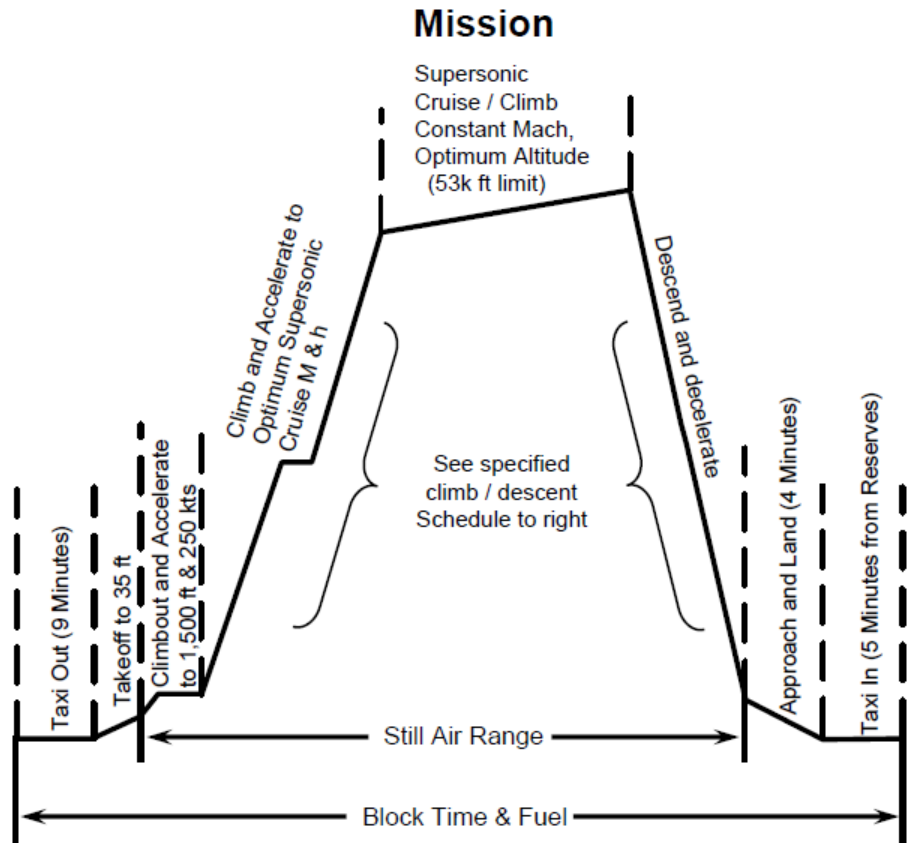 Mission
Supersonic
Cruise / Climb
Constant Mach,
Optimum Altitude
(53k ft limit)
Climb and Accelerate to
Optimum Supersonic
Cruise M & h
Descend and decelerate
See specified
climb / descent
Schedule to right
Taxi Out (9 Minutes)
Takeoff to 35 ft
Climbout and Accelerate
to 1,500 ft & 250 kts
Approach and Land (4 Minutes)
Taxi In (5 Minutes from Reserves)
Still Air Range
Block Time & Fuel